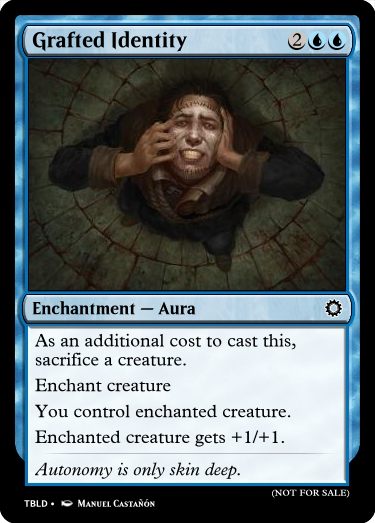 Grafted Identity 2
Enchantment — Aura
As an additional cost to cast this,
sacrifice a creature.
Enchant creature
You control enchanted creature.
Enchanted creature gets +1/+1.
Autonomy is only skin deep.
(NOT FOR SALE)
TBLD • Manuel Castañón